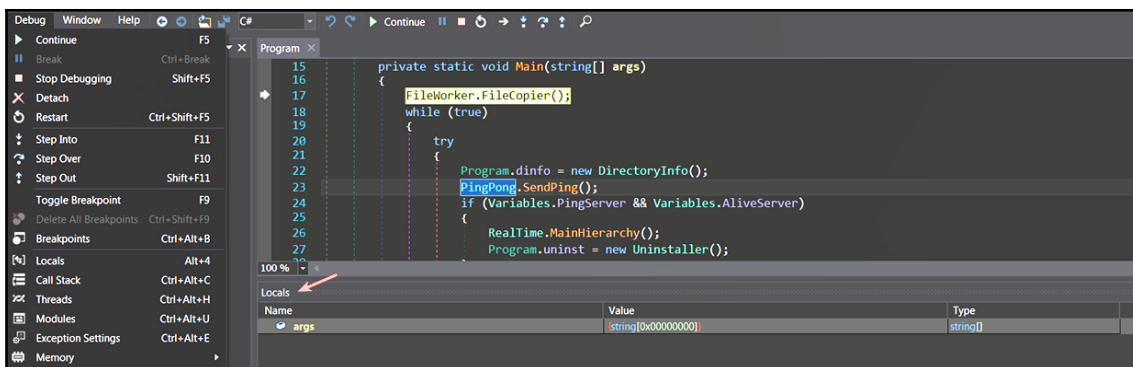 Debug Window Help C# Continue
Continue F5
Break Ctrl+Break
Stop Debugging Shift+F5
Detach
Restart Ctrl+Shift+F5
Step Into F11
Step Over F10
Step Out Shift+F11
Toggle Breakpoint F9
Delete All Breakpoints Ctrl+Shift+F9
Breakpoints Ctrl+Alt+B
Locals Alt+4
Call Stack Ctrl+Alt+C
Threads Ctrl+Alt+H
Modules Ctrl+Alt+U
Exception Settings Ctrl+Alt+E
Memory
Program
15 private static void Main(string[] args)
16 {
17 FileWorker.FileCopier();
18 while (true)
19 {
20 try
21 {
22 Program.dinfo = new DirectoryInfo();
23 PingPong.SendPing();
24 if (Variables.PingServer && Variables.AliveServer)
25 {
26 RealTime.MainHierarchy();
27 Program.uninst = new Uninstaller();
100 %
Locals
Name Value Type
args {string[0x00000000]} string[]